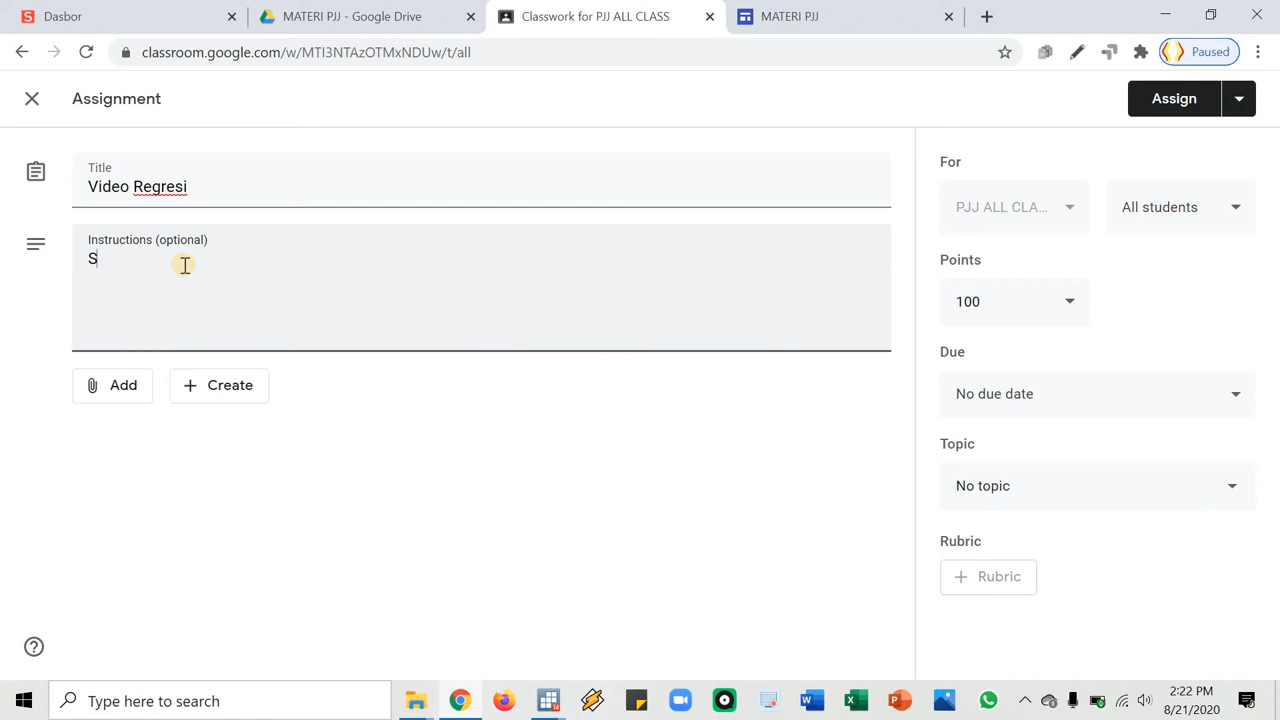 Dasbor
MATERI PJJ - Google Drive
Classwork for PJJ ALL CLASS
MATERI PJJ
classroom.google.com/w/MTI3NTAzOTMxNDUw/t/all
Paused
Assignment
Assign
Title
Video Regresi
Instructions (optional)
S
Add
Create
For
PJJ ALL CLA...
All students
Points
100
Due
No due date
Topic
No topic
Rubric
Rubric
Type here to search
2:22 PM
8/21/2020